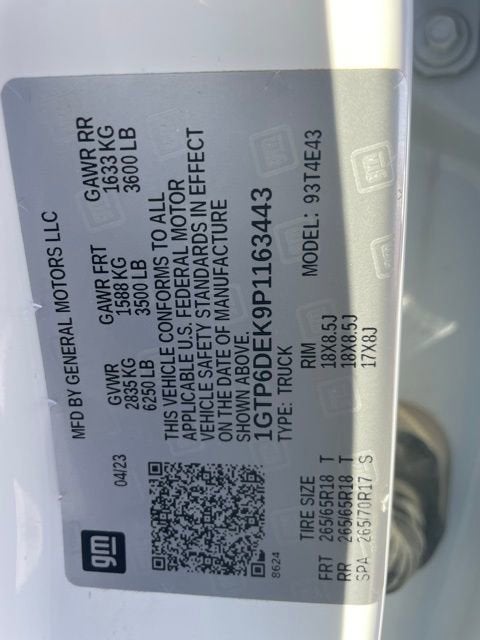 MFD BY GENERAL MOTORS LLC
04/23
GVWR GAWR FRT GAWR RR
2835 KG 1588 KG 1633 KG
6250 LB 3500 LB 3600 LB
THIS VEHICLE CONFORMS TO ALL
APPLICABLE U.S. FEDERAL MOTOR
VEHICLE SAFETY STANDARDS IN EFFECT
ON THE DATE OF MANUFACTURE
SHOWN ABOVE.
1GTP6DEK9P1163443
TYPE: TRUCK MODEL: 93T4E43
gm
8624
TIRE SIZE RIM
FRT 265/65R18 T 18X8.5J
RR 265/65R18 T 18X8.5J
SPA 265/70R17 S 17X8J